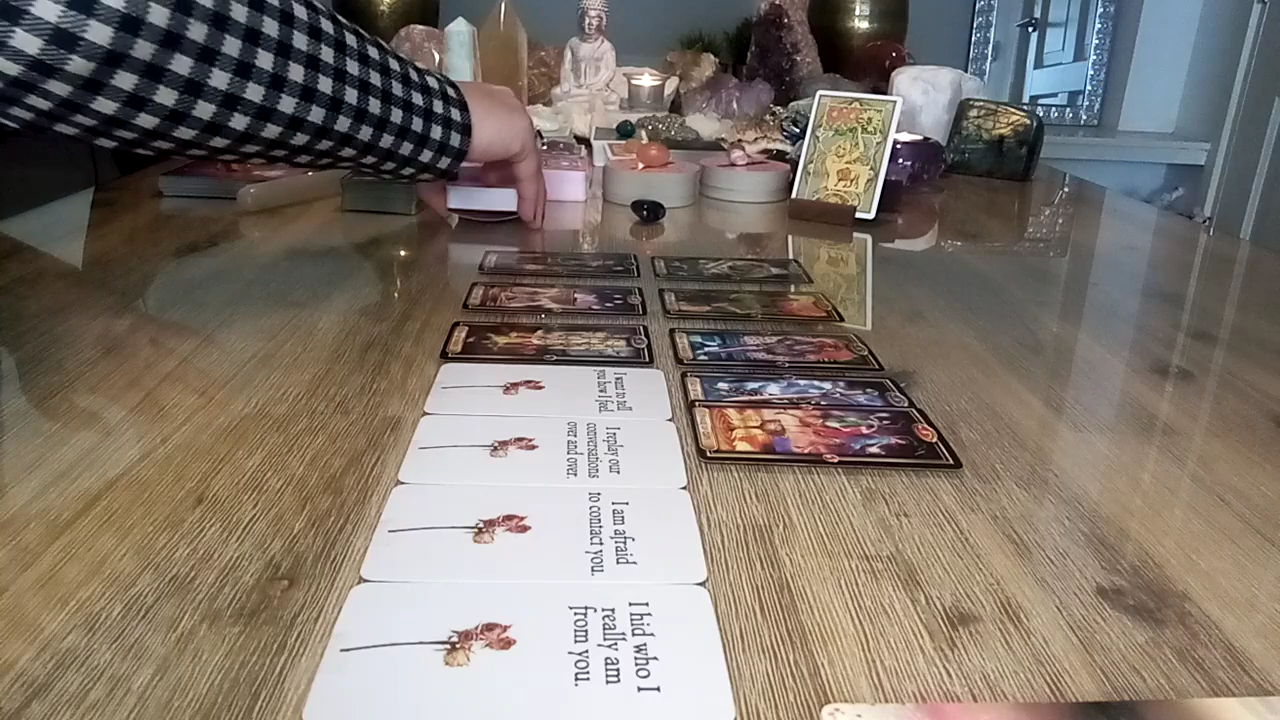 I want to tell
you how I feel.
I replay our
conversations
over and over.
I am afraid
to contact you.
I hid who I
really am
from you.